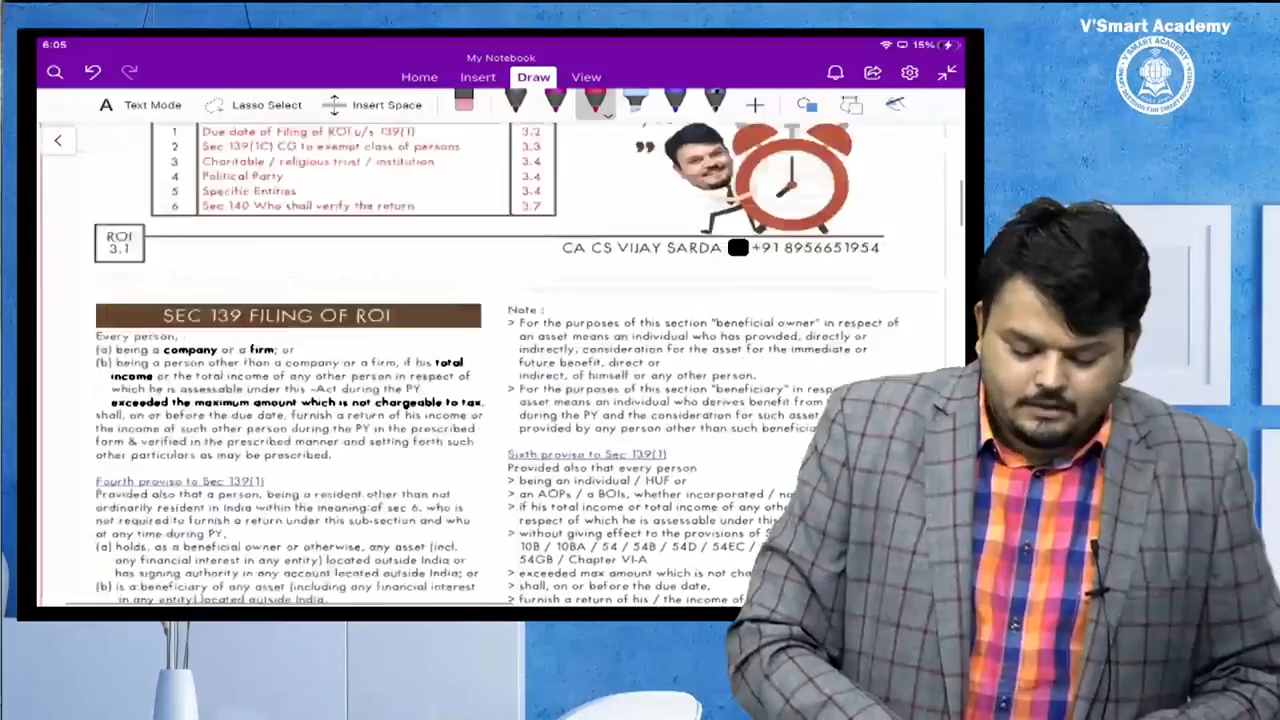 V'Smart Academy
6:05
15%
My Notebook
Home Insert Draw View
Text Mode Lasso Select Insert Space
1 Due date of Filing of ROI u/s 139(1) 3.2
2 Sec 139(1C) CG to exempt class of persons 3.3
3 Charitable / religious trust / institution 3.4
4 Political Party 3.4
5 Specific Entities 3.4
6 Sec 140 Who shall verify the return 3.7
”
ROI
3.1
CA CS VIJAY SARDA +91 8956651954
SEC 139 FILING OF ROI
Every person,
(a) being a company or a firm; or
(b) being a person other than a company or a firm, if his total
income or the total income of any other person in respect of
which he is assessable under this -Act during the PY
exceeded the maximum amount which is not chargeable to tax,
shall, on or before the due date, furnish a return of his income or
the income of such other person during the PY in the prescribed
form & verified in the prescribed manner and setting forth such
other particulars as may be prescribed.
Fourth proviso to Sec 139(1)
Provided also that a person, being a resident other than not
ordinarily resident in India within the meaning of sec 6, who is
not required to furnish a return under this sub-section and who
at any time during PY,
(a) holds, as a beneficial owner or otherwise, any asset (incl.
any financial interest in any entity) located outside India or
has signing authority in any account located outside India; or
(b) is a beneficiary of any asset (including any financial interest
in any entity) located outside India.
Note :
> For the purposes of this section "beneficial owner" in respect of
an asset means an individual who has provided, directly or
indirectly, consideration for the asset for the immediate or
future benefit, direct or
indirect, of himself or any other person.
> For the purposes of this section "beneficiary" in
asset means an individual who derives benefit from
during the PY and the consideration for such asset
provided by any person other than such
Sixth proviso to Sec 139(1)
Provided also that every person
> being an individual / HUF or
> an AOPs / a BOIs, whether incorporated /
> if his total income or total income of any
respect of which he is assessable under this
> without giving effect to the provisions of
10B / 10BA / 54 / 54B / 54D / 54EC /
54GB / Chapter VI-A
> exceeded max amount which is not
> shall, on or before the due date,
> furnish a return of his / the income of